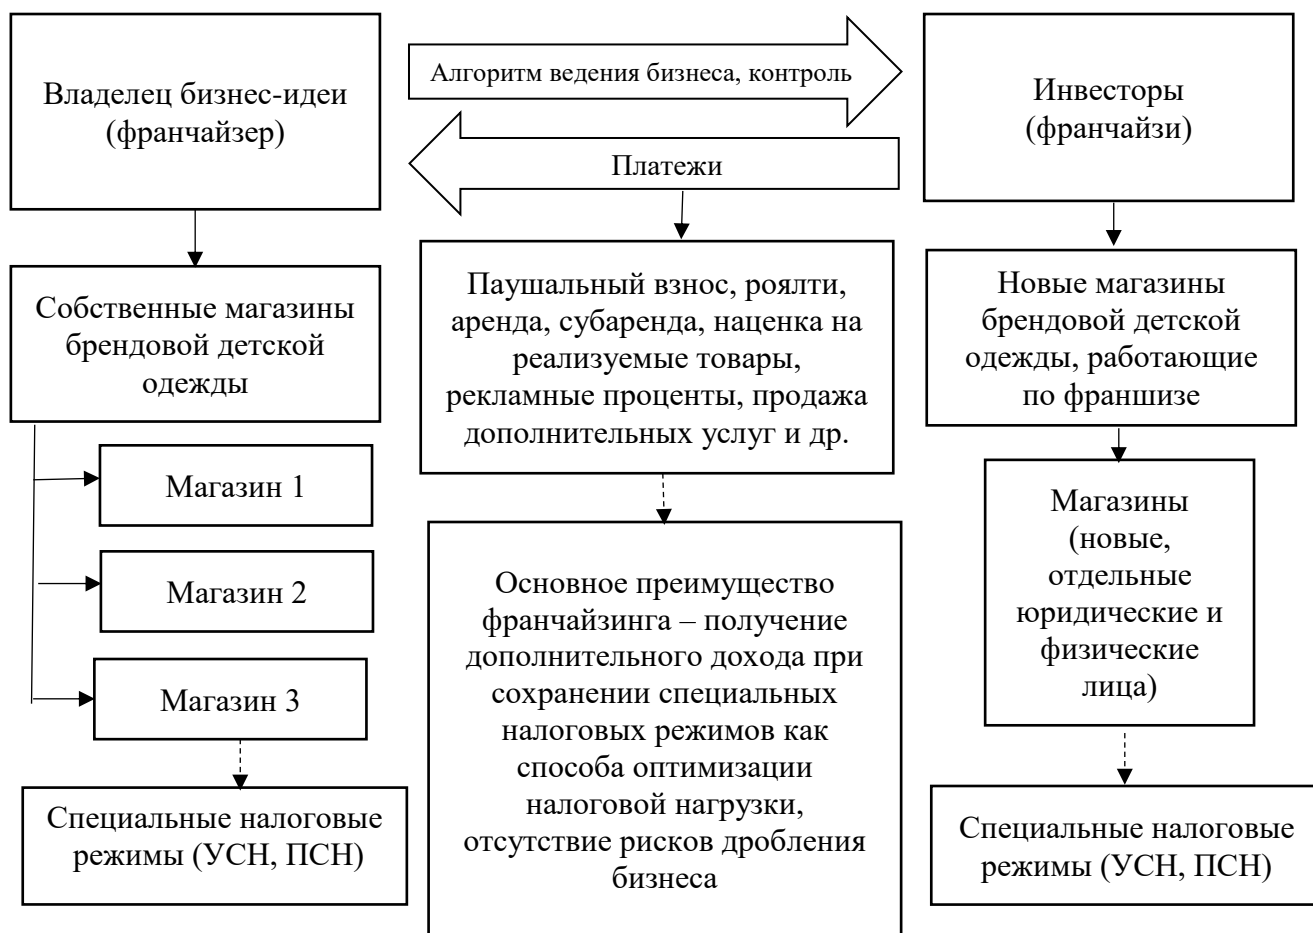 Владелец бизнес-идеи
(франчайзер)
Алгоритм ведения бизнеса, контроль
Платежи
Инвесторы
(франчайзи)
Собственные магазины
брендовой детской
одежды
Паушальный взнос, роялти,
аренда, субаренда, наценка на
реализуемые товары,
рекламные проценты, продажа
дополнительных услуг и др.
Новые магазины
брендовой детской
одежды, работающие
по франшизе
Магазин 1
Магазин 2
Магазин 3
Основное преимущество
франчайзинга – получение
дополнительного дохода при
сохранении специальных
налоговых режимов как
способа оптимизации
налоговой нагрузки,
отсутствие рисков дробления
бизнеса
Магазины
(новые,
отдельные
юридические и
физические
лица)
Специальные налоговые
режимы (УСН, ПСН)
Специальные налоговые
режимы (УСН, ПСН)